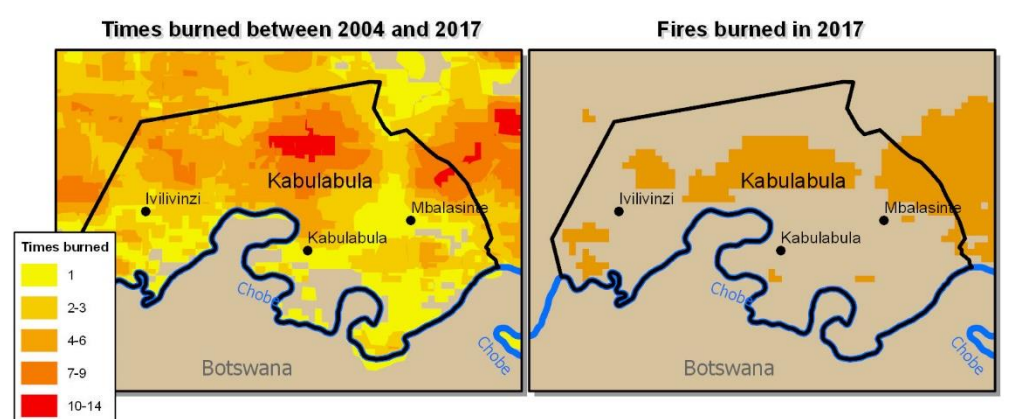 Times burned between 2004 and 2017
Kabulabula
Ivilivinzi
Mbalasinte
Kabulabula
Chobe
Chobe
Botswana
Times burned
1
2-3
4-6
7-9
10-14
Fires burned in 2017
Kabulabula
Ivilivinzi
Mbalasinte
Kabulabula
Chobe
Chobe
Botswana